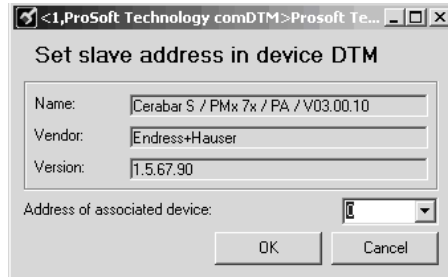 <1,ProSoft Technology comDTM>Prosoft Te...
Set slave address in device DTM
Name: Cerabar S / PMx 7x / PA / V03.00.10
Vendor: Endress+Hauser
Version: 1.5.67.90
Address of associated device:
OK Cancel